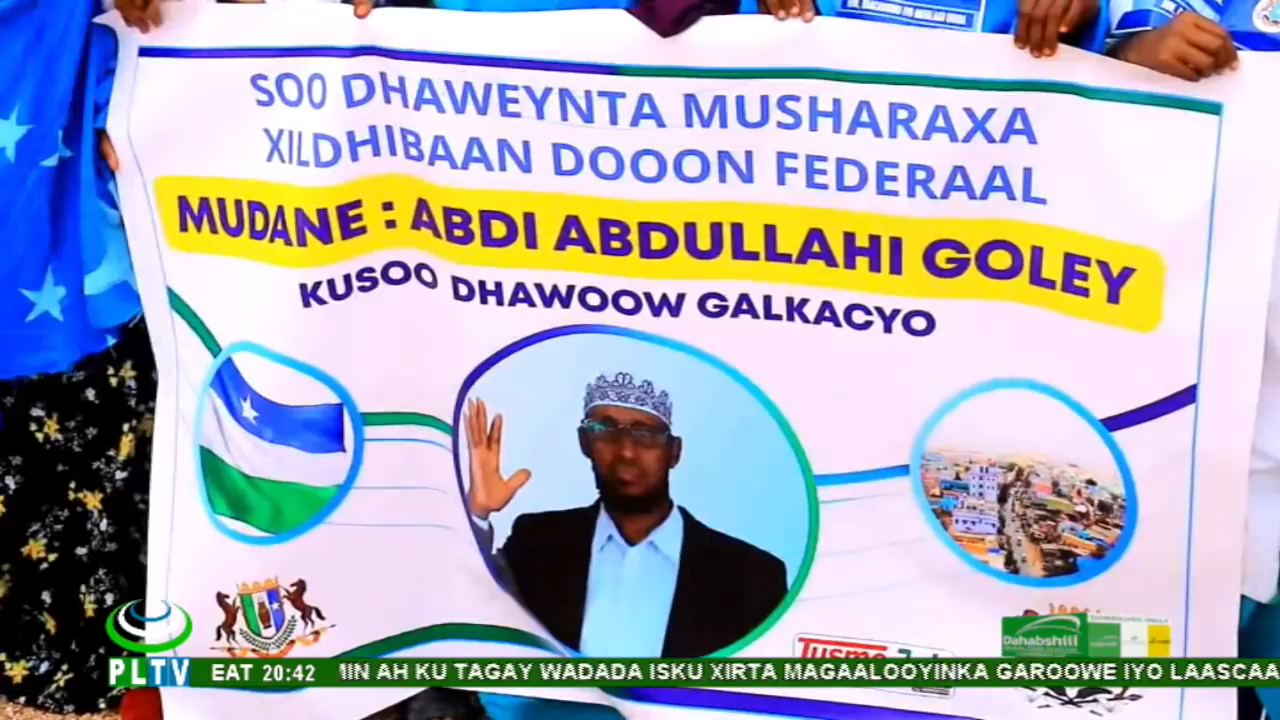 SOO DHAWEYNTA MUSHARAXA
XILDHIBAAN DOOON FEDERAAL
MUDANE : ABDI ABDULLAHI GOLEY
KUSOO DHAWOOW GALKACYO
Dahabshiil
PLTV
EAT 20:42
MIN AH KU TAGAY WADADA ISKU XIRTA MAGAALOOYINKA GAROOWE IYO LAASCAA